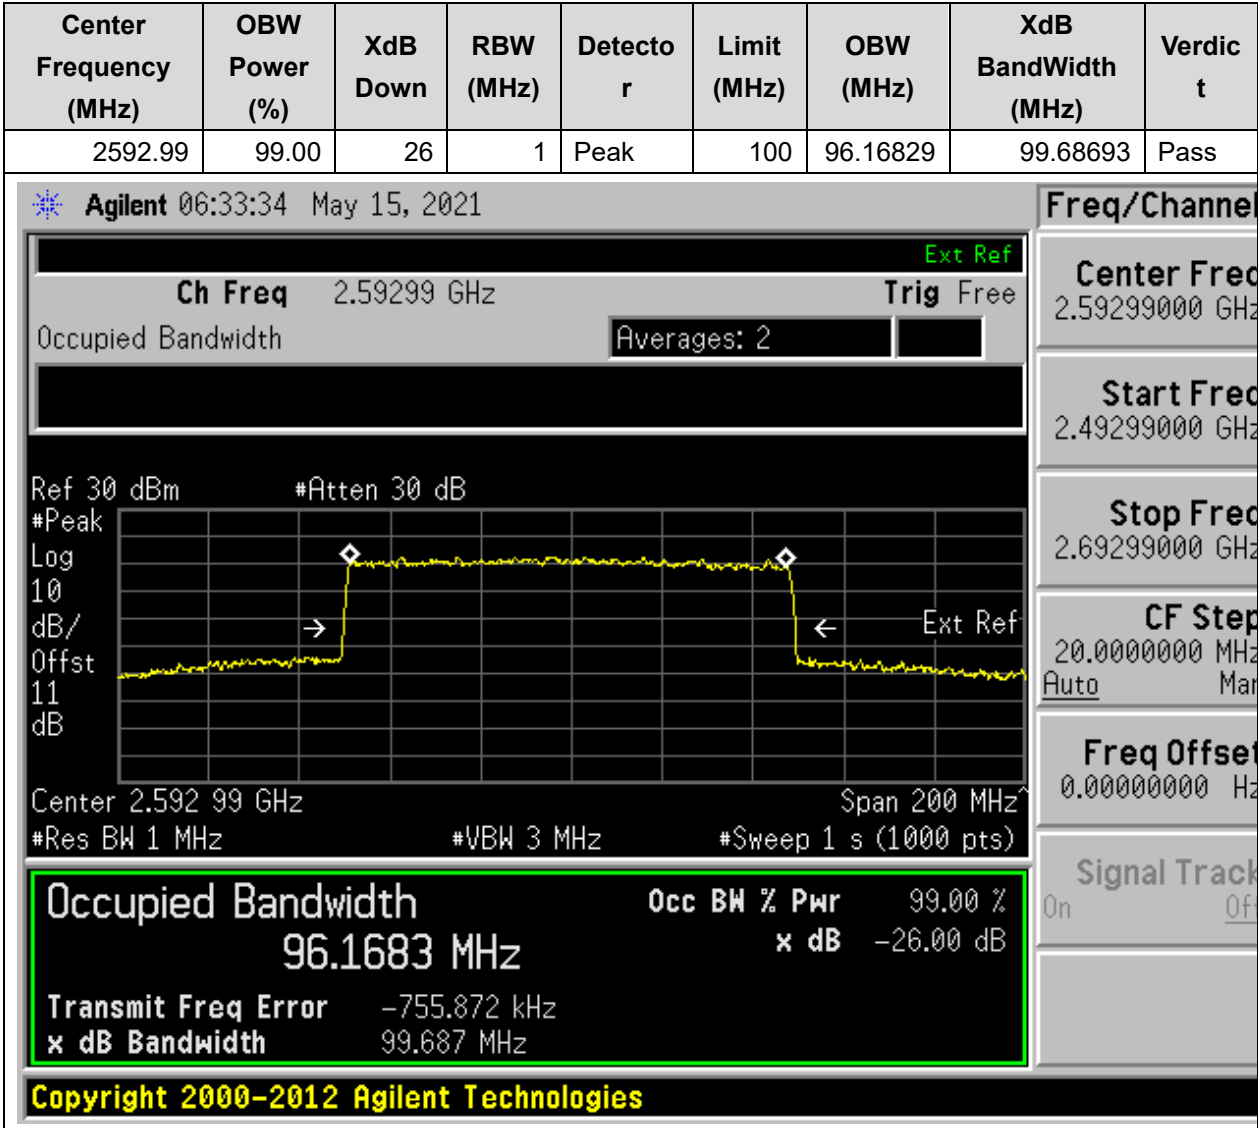 Center Frequency (MHz) OBW Power (%) XdB Down RBW (MHz) Detector Limit (MHz) OBW (MHz) XdB BandWidth (MHz) Verdict
2592.99 99.00 26 1 Peak 100 96.16829 99.68693 Pass
Agilent 06:33:34 May 15, 2021 Freq/Channel
Ext Ref
Ch Freq 2.59299 GHz Trig Free
Occupied Bandwidth Averages: 2
Center Freq
2.59299000 GHz
Start Freq
2.49299000 GHz
Stop Freq
2.69299000 GHz
CF Step
20.0000000 MHz
Auto Man
Freq Offset
0.00000000 Hz
Signal Track
On Off
Ref 30 dBm #Atten 30 dB
#Peak
Log
10
dB/
Offst
11
dB
Ext Ref
Center 2.592 99 GHz Span 200 MHz^
#Res BW 1 MHz #VBW 3 MHz #Sweep 1 s (1000 pts)
Occupied Bandwidth Occ BW % Pwr 99.00 %
96.1683 MHz x dB -26.00 dB
Transmit Freq Error -755.872 kHz
x dB Bandwidth 99.687 MHz
Copyright 2000-2012 Agilent Technologies